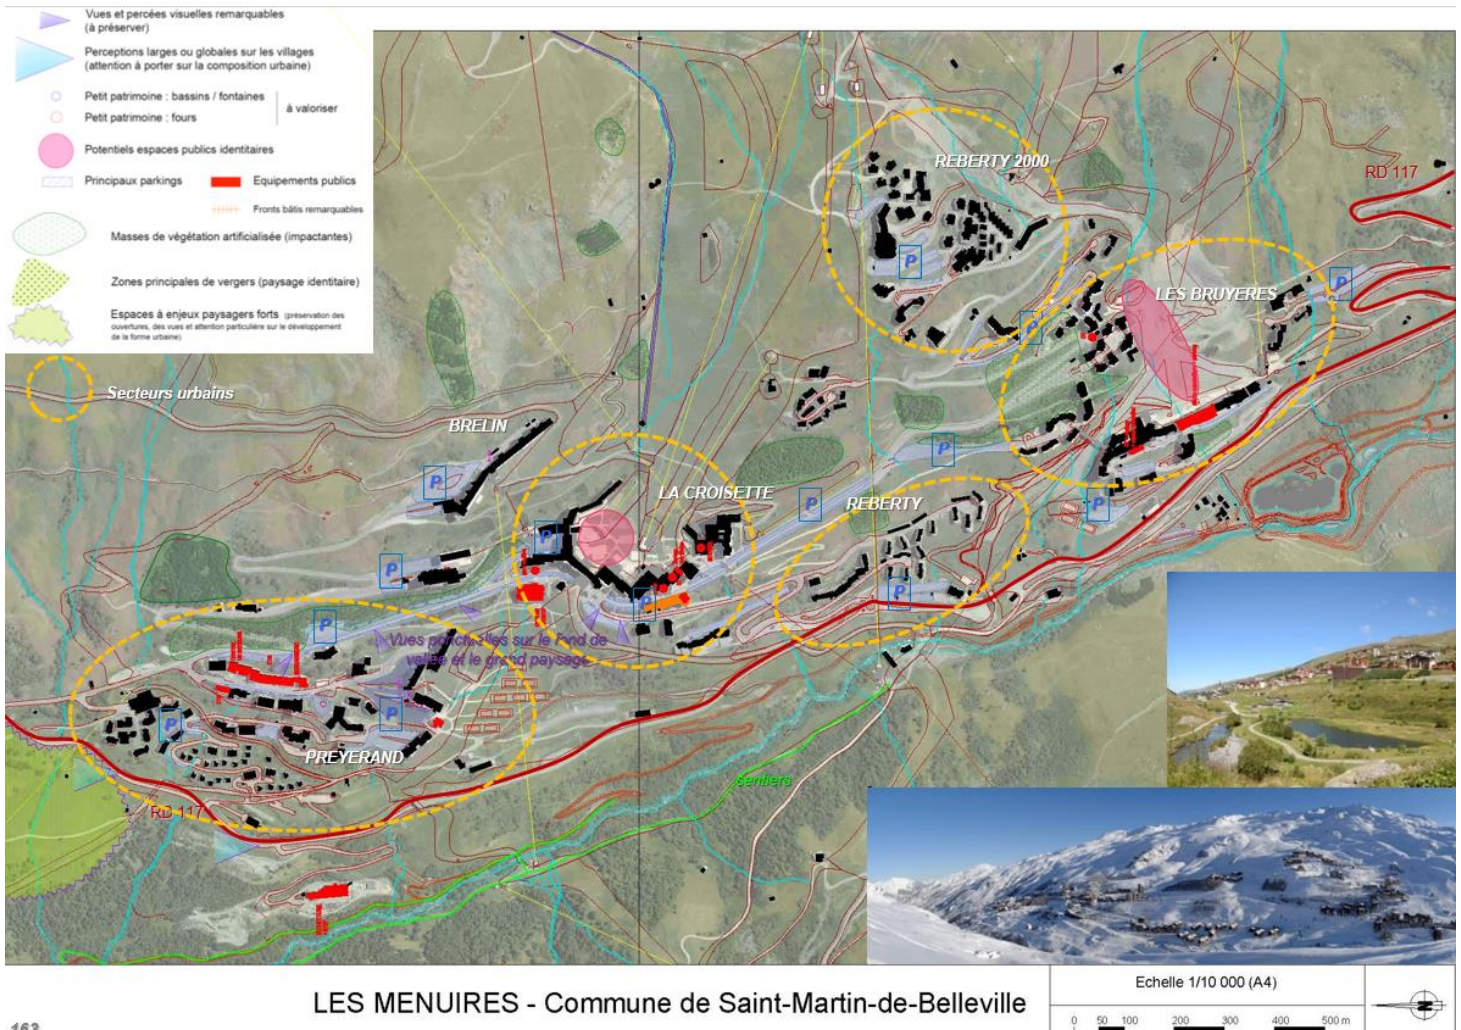 Vues et percées visuelles remarquables
(à préserver)
Perceptions larges ou globales sur les villages
(attention à porter sur la composition urbaine)
Petit patrimoine : bassins / fontaines
à valoriser
Petit patrimoine : fours
Potentiels espaces publics identitaires
Principaux parkings
Equipements publics
Fronts bâtis remarquables
Masses de végétation artificialisée (impactantes)
Zones principales de vergers (paysage identitaire)
Espaces à enjeux paysagers forts (préservation des
ouvertures, des vues et attention particulière sur le développement
de la forme urbaine)
Secteurs urbains
REBERTY 2000
RD 117
P
LES BRUYERES
P
P
BRELIN
P
LA CROISETTE
P
REBERTY
P
P
P
P
P
P
P
Vues ponctuelles sur le Fond de
vallée et le grand paysage
P
P
PREYERAND
Sentiers
RD 117
LES MENUIRES - Commune de Saint-Martin-de-Belleville
Echelle 1/10 000 (A4)
0 50 100 200 300 400 500 m
N
163